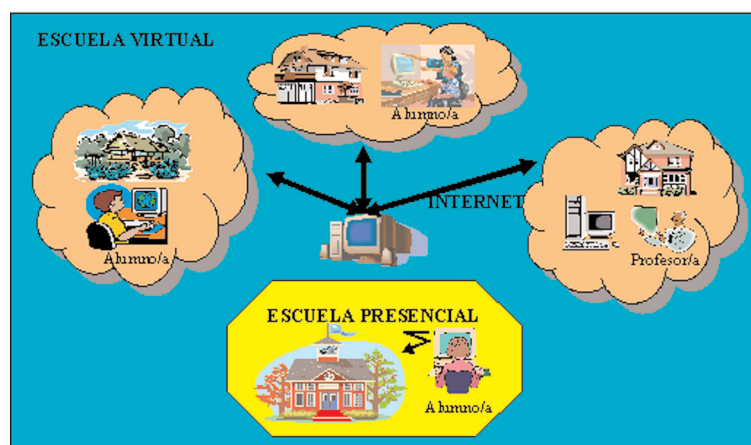 ESCUELA VIRTUAL
Alumno/a
Alumno/a
INTERNET
Profesor/a
ESCUELA PRESENCIAL
Alumno/a